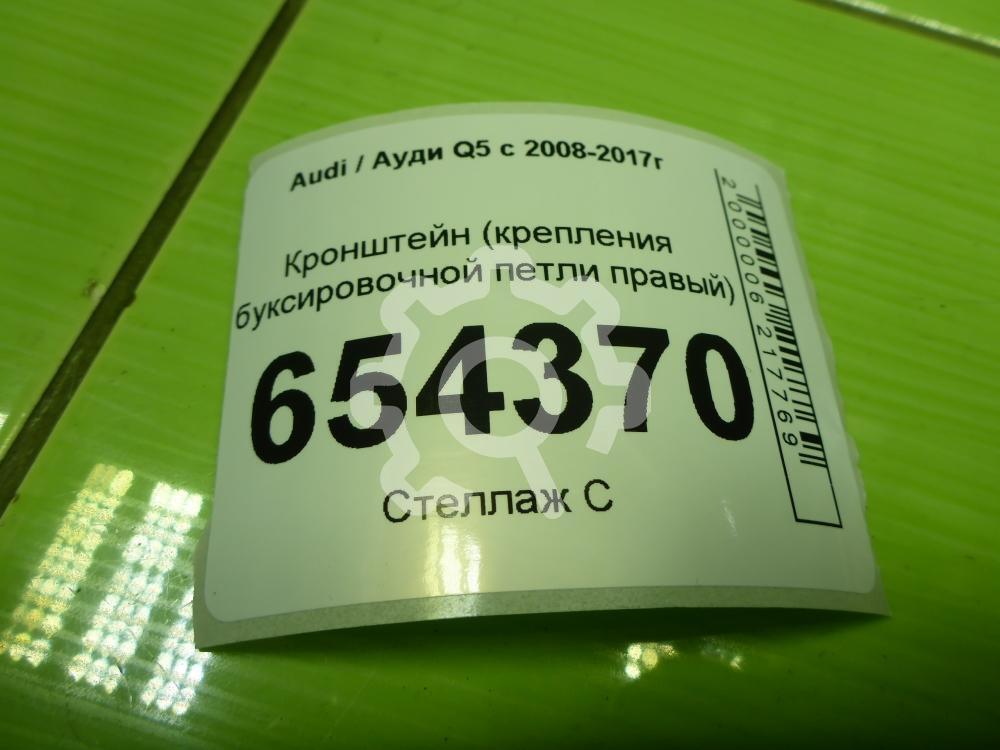 Audi / Ауди Q5 с 2008-2017г
Кронштейн (крепления
буксировочной петли правый)
654370
Стеллаж С
2000006217769